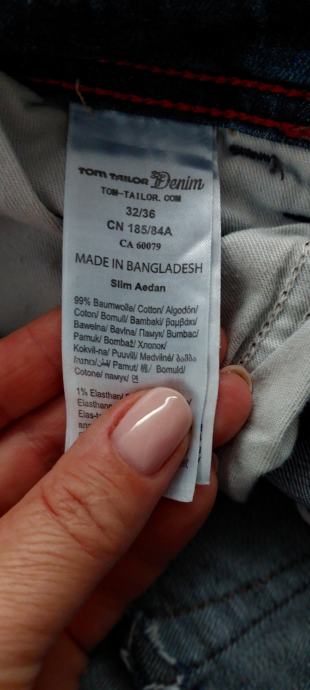 TOM TAILOR Denim
TOM-TAILOR.COM
32/36
CN 185/84A
CA 60079
MADE IN BANGLADESH
Slim Aedan
99% Baumwolle/ Cotton/ Algodón/
Coton/ Bomull/ Bambaki/ βαμβάκι/
Bawełna/ Bavlna/ Памук/ Bumbac/
Pamuk/ Bombaž/ Хлопок/
Kokvilna/ Puuvill/ Medvilnė/ ბამბა
Pamut/ 棉/ Bomuld/
Cotone/ памук/ 면
1% Elasthan/
Elasthann
Elas-